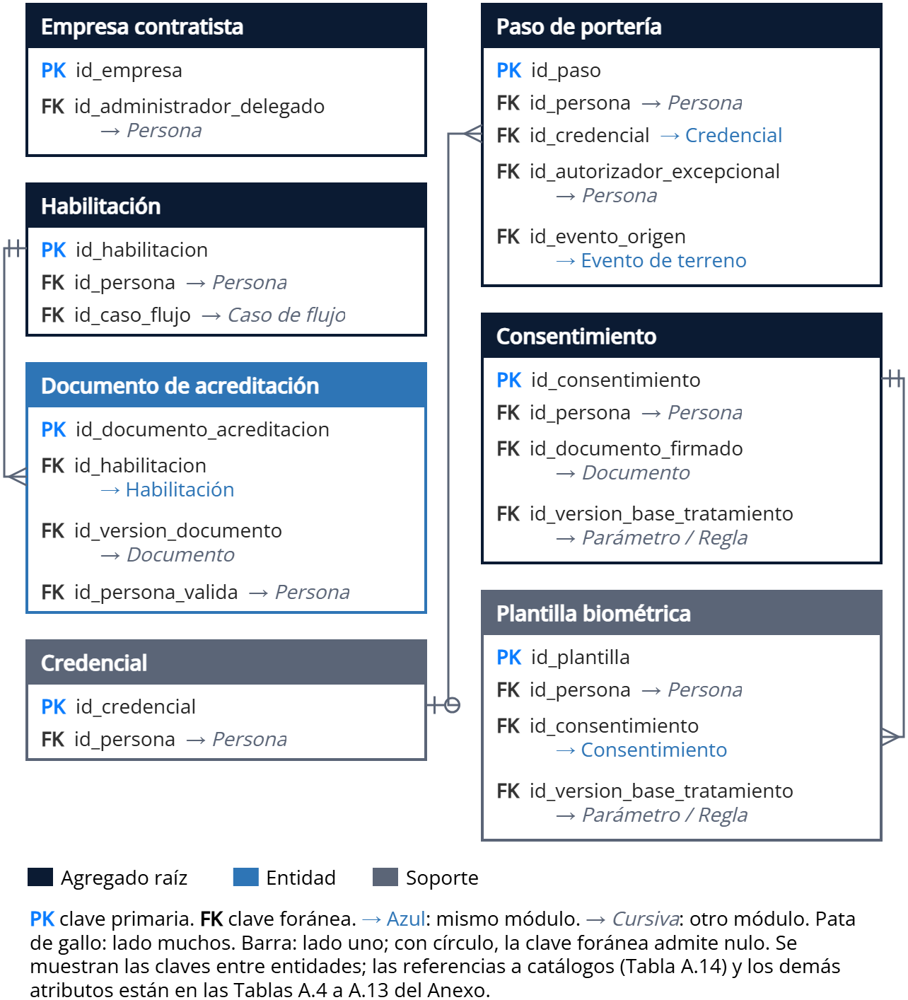 Empresa contratista
PK id_empresa
FK id_administrador_delegado
→ Persona
Habilitación
PK id_habilitacion
FK id_persona → Persona
FK id_caso_flujo → Caso de flujo
Documento de acreditación
PK id_documento_acreditacion
FK id_habilitacion
→ Habilitación
FK id_version_documento
→ Documento
FK id_persona_valida → Persona
Credencial
PK id_credencial
FK id_persona → Persona
Paso de portería
PK id_paso
FK id_persona → Persona
FK id_credencial → Credencial
FK id_autorizador_excepcional
→ Persona
FK id_evento_origen
→ Evento de terreno
Consentimiento
PK id_consentimiento
FK id_persona → Persona
FK id_documento_firmado
→ Documento
FK id_version_base_tratamiento
→ Parámetro / Regla
Plantilla biométrica
PK id_plantilla
FK id_persona → Persona
FK id_consentimiento
→ Consentimiento
FK id_version_base_tratamiento
→ Parámetro / Regla
Agregado raíz Entidad Soporte
PK clave primaria. FK clave foránea. → Azul: mismo módulo. → Cursiva: otro módulo. Pata
de gallo: lado muchos. Barra: lado uno; con círculo, la clave foránea admite nulo. Se
muestran las claves entre entidades; las referencias a catálogos (Tabla A.14) y los demás
atributos están en las Tablas A.4 a A.13 del Anexo.